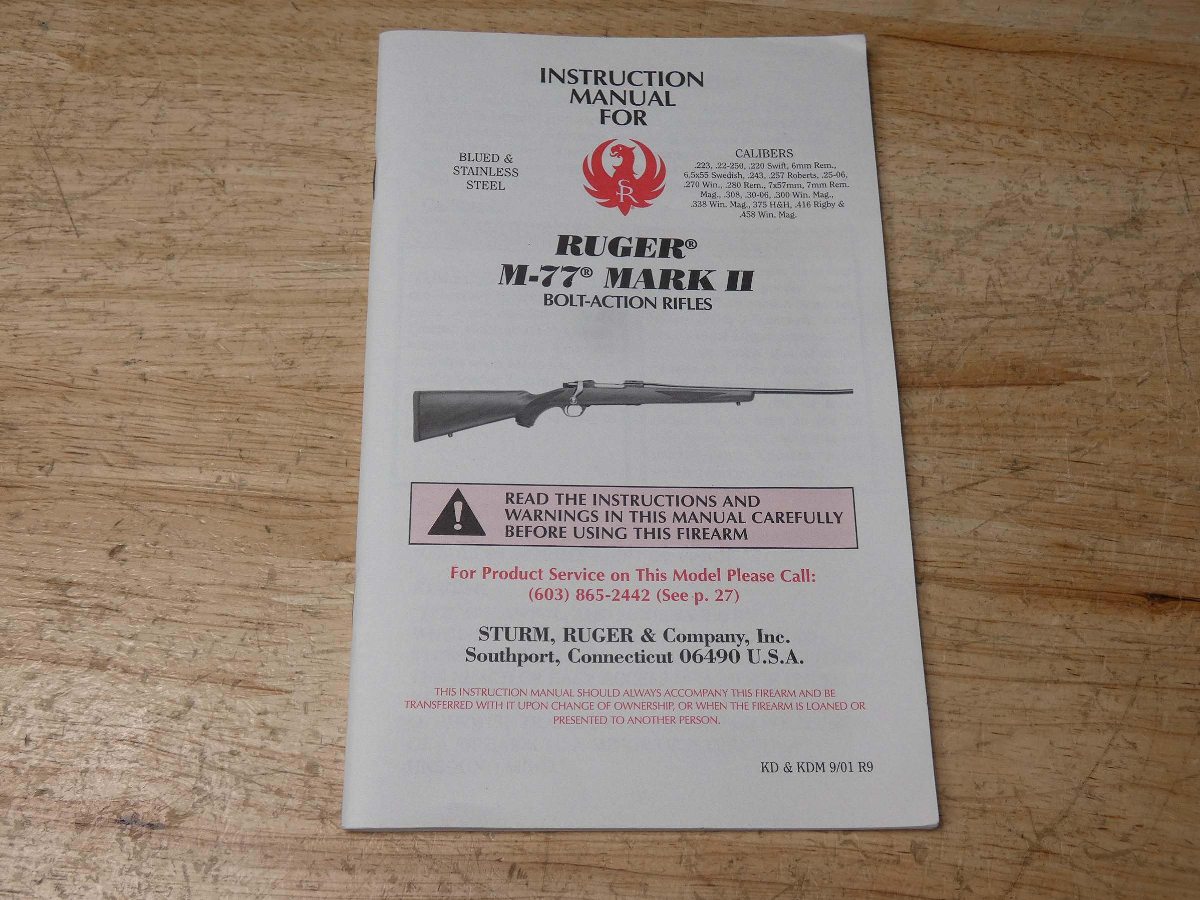 INSTRUCTION
MANUAL
FOR
BLUED &
STAINLESS
STEEL
SR
CALIBERS
.223, .22-250, .220 Swift, 6mm Rem.,
6.5x55 Swedish, .243, .257 Roberts, .25-06,
.270 Win., .280 Rem., 7x57mm, 7mm Rem.
Mag., .308, .30-06, .300 Win. Mag.,
.338 Win. Mag., 375 H&H, .416 Rigby &
.458 Win. Mag.
RUGER®
M-77® MARK II
BOLT-ACTION RIFLES
READ THE INSTRUCTIONS AND
WARNINGS IN THIS MANUAL CAREFULLY
BEFORE USING THIS FIREARM
For Product Service on This Model Please Call:
(603) 865-2442 (See p. 27)
STURM, RUGER & Company, Inc.
Southport, Connecticut 06490 U.S.A.
THIS INSTRUCTION MANUAL SHOULD ALWAYS ACCOMPANY THIS FIREARM AND BE
TRANSFERRED WITH IT UPON CHANGE OF OWNERSHIP, OR WHEN THE FIREARM IS LOANED OR
PRESENTED TO ANOTHER PERSON.
KD & KDM 9/01 R9